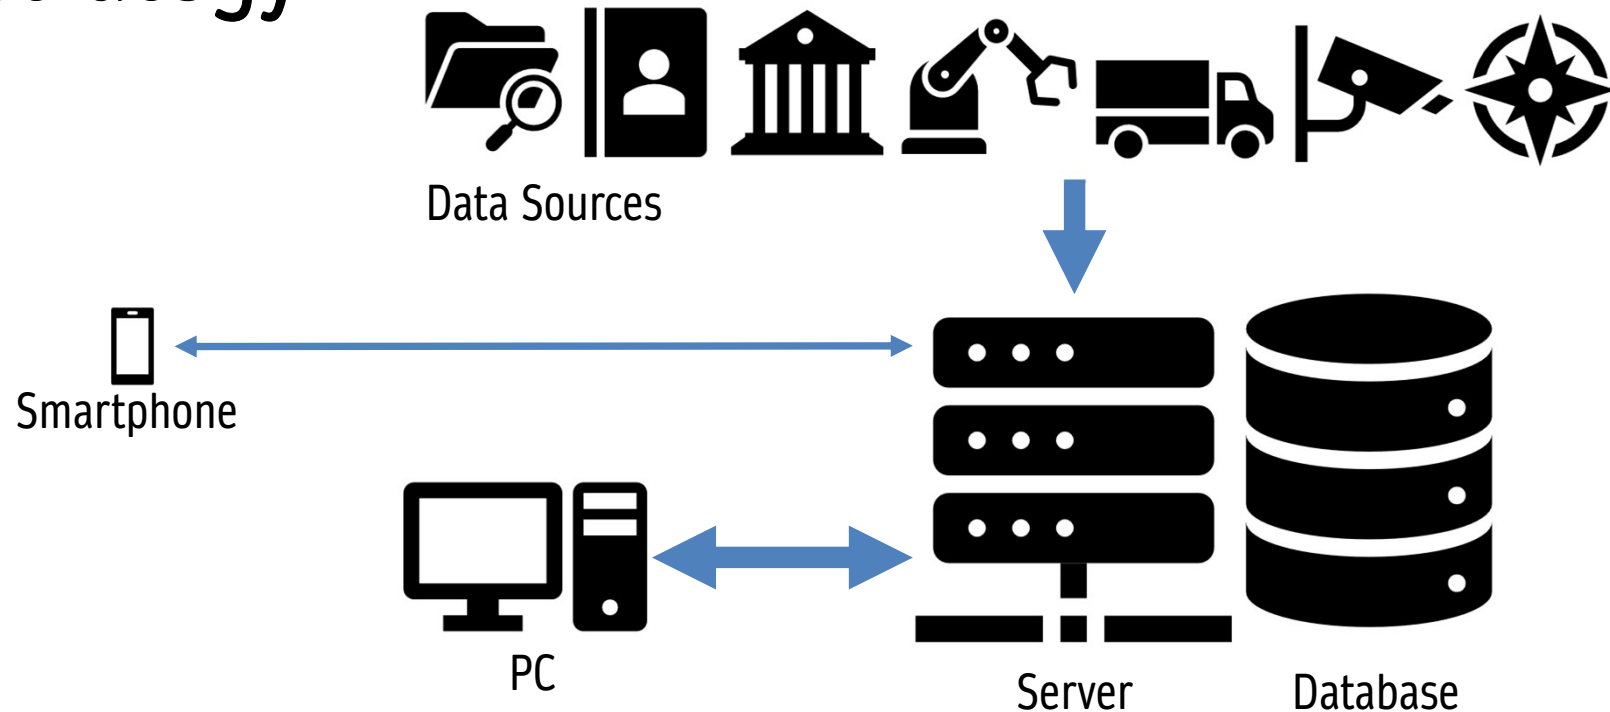 Data Sources
Smartphone
PC
Server
Database